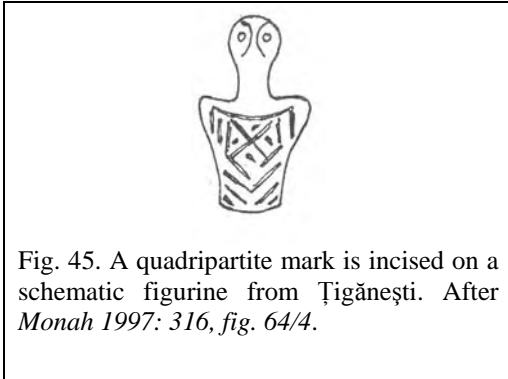 Fig. 45. A quadripartite mark is incised on a
schematic figurine from Ţigăneşti. After
Monah 1997: 316, fig. 64/4.